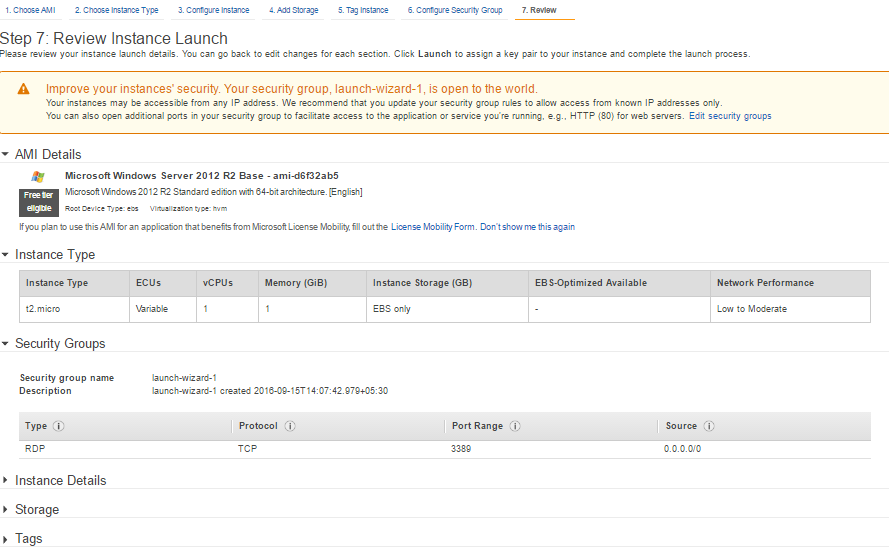 1. Choose AMI 2. Choose Instance Type 3. Configure Instance 4. Add Storage 5. Tag Instance 6. Configure Security Group 7. Review
Step 7: Review Instance Launch
Please review your instance launch details. You can go back to edit changes for each section. Click Launch to assign a key pair to your instance and complete the launch process.
Improve your instances' security. Your security group, launch-wizard-1, is open to the world.
Your instances may be accessible from any IP address. We recommend that you update your security group rules to allow access from known IP addresses only.
You can also open additional ports in your security group to facilitate access to the application or service you're running, e.g., HTTP (80) for web servers. Edit security groups
AMI Details
Microsoft Windows Server 2012 R2 Base - ami-d6f32ab5
Free tier
eligible
Microsoft Windows 2012 R2 Standard edition with 64-bit architecture. [English]
Root Device Type: ebs Virtualization type: hvm
If you plan to use this AMI for an application that benefits from Microsoft License Mobility, fill out the License Mobility Form. Don't show me this again
Instance Type
Instance Type ECUs vCPUs Memory (GiB) Instance Storage (GB) EBS-Optimized Available Network Performance
t2.micro Variable 1 1 EBS only - Low to Moderate
Security Groups
Security group name launch-wizard-1
Description launch-wizard-1 created 2016-09-15T14:07:42.979+05:30
Type Protocol Port Range Source
RDP TCP 3389 0.0.0.0/0
Instance Details
Storage
Tags